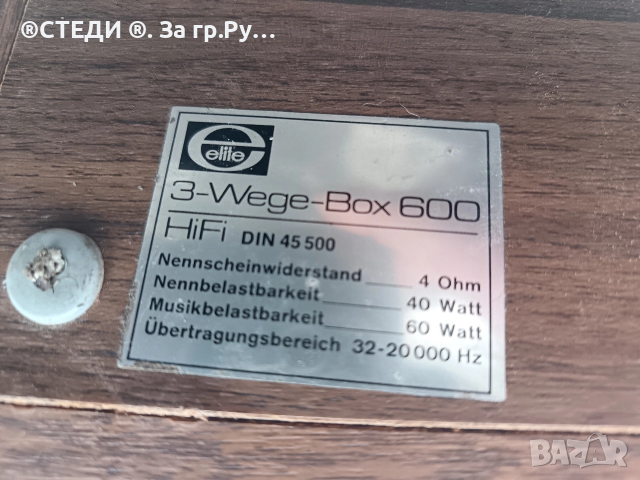 ®СТЕДИ ®. За гр.Ру...
elite
3-Wege-Box 600
HiFi DIN 45 500
Nennscheinwiderstand 4 Ohm
Nennbelastbarkeit 40 Watt
Musikbelastbarkeit 60 Watt
Übertragungsbereich 32-20 000 Hz
BAZAR